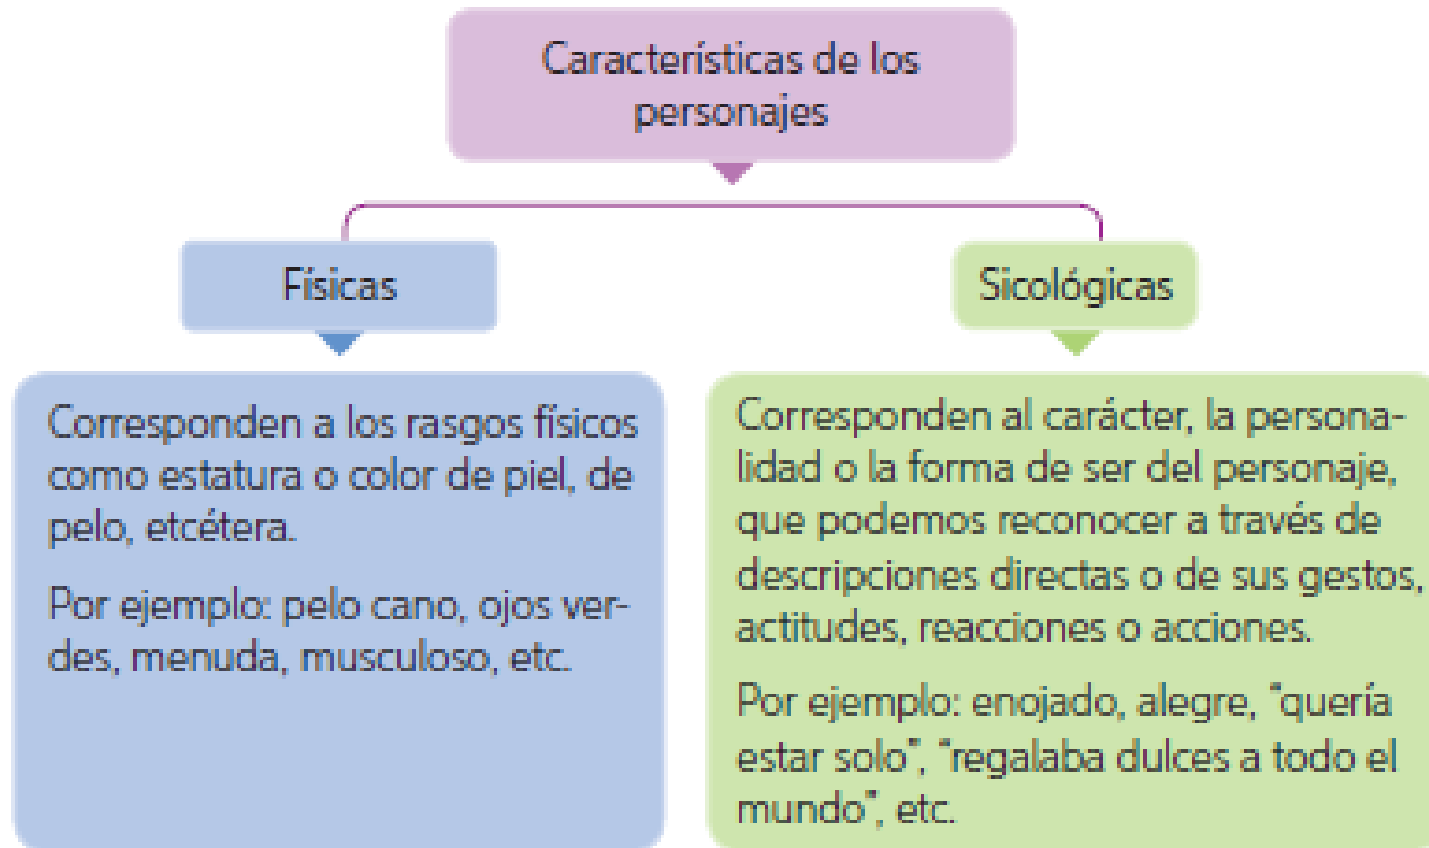 Características de los
personajes
Físicas
Corresponden a los rasgos físicos
como estatura o color de piel, de
pelo, etcétera.
Por ejemplo: pelo cano, ojos ver-
des, menuda, musculoso, etc.
Sicológicas
Corresponden al carácter, la persona-
lidad o la forma de ser del personaje,
que podemos reconocer a través de
descripciones directas o de sus gestos,
actitudes, reacciones o acciones.
Por ejemplo: enojado, alegre, “quería
estar solo”, “regalaba dulces a todo el
mundo”, etc.